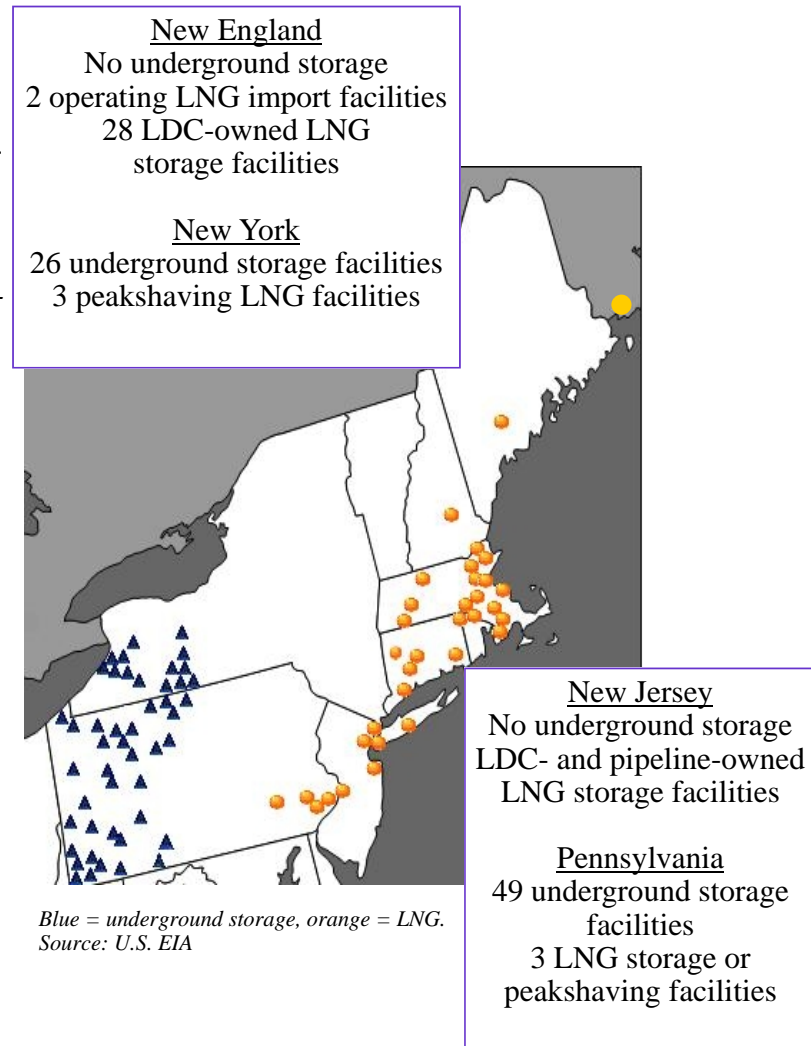 New England
No underground storage
2 operating LNG import facilities
28 LDC-owned LNG
storage facilities
New York
26 underground storage facilities
3 peakshaving LNG facilities
New Jersey
No underground storage
LDC- and pipeline-owned
LNG storage facilities
Pennsylvania
49 underground storage
facilities
3 LNG storage or
peakshaving facilities
Blue = underground storage, orange = LNG.
Source: U.S. EIA